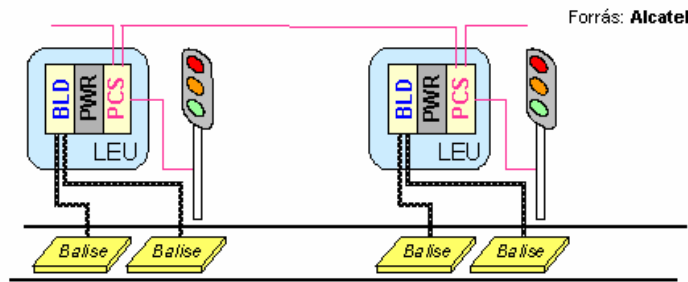 Forrás: Alcatel
BLD PWR PCS
LEU
BLD PWR PCS
LEU
Balise Balise Balise Balise